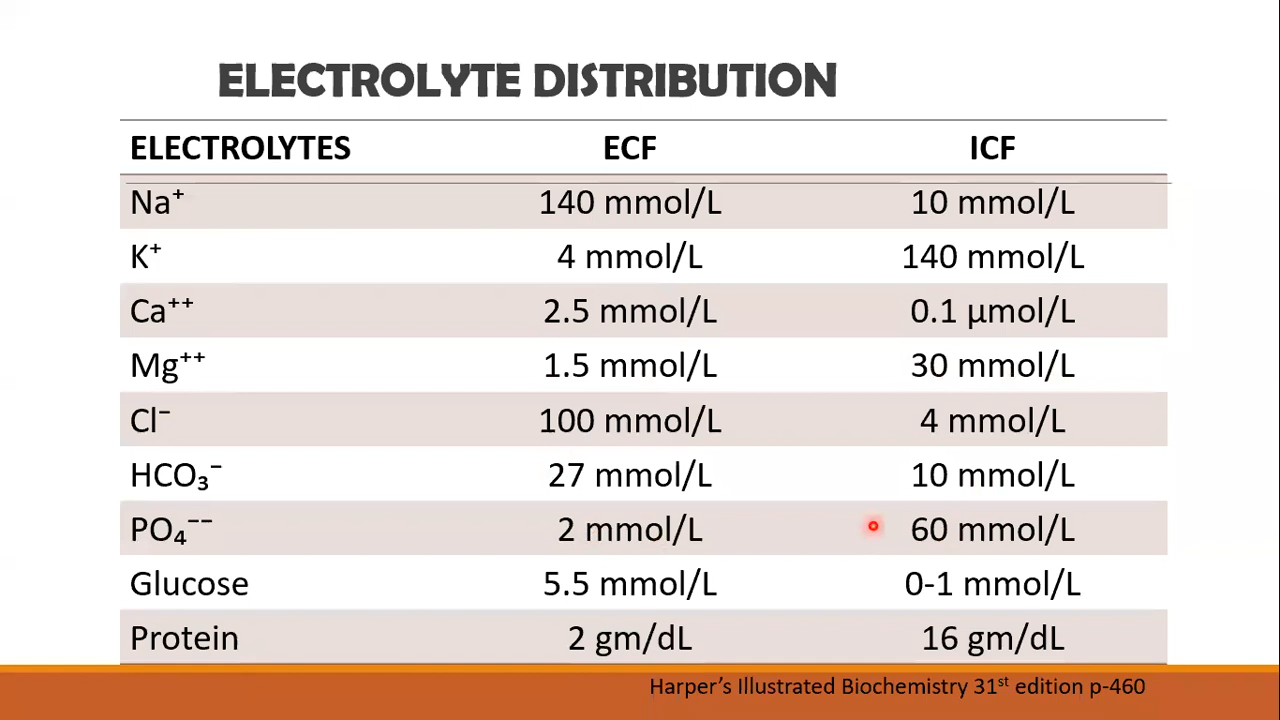 ELECTROLYTE DISTRIBUTION
ELECTROLYTES ECF ICF
Na⁺ 140 mmol/L 10 mmol/L
K⁺ 4 mmol/L 140 mmol/L
Ca⁺⁺ 2.5 mmol/L 0.1 µmol/L
Mg⁺⁺ 1.5 mmol/L 30 mmol/L
Cl⁻ 100 mmol/L 4 mmol/L
HCO₃⁻ 27 mmol/L 10 mmol/L
PO₄⁻⁻ 2 mmol/L 60 mmol/L
Glucose 5.5 mmol/L 0-1 mmol/L
Protein 2 gm/dL 16 gm/dL
Harper’s Illustrated Biochemistry 31ˢᵗ edition p-460